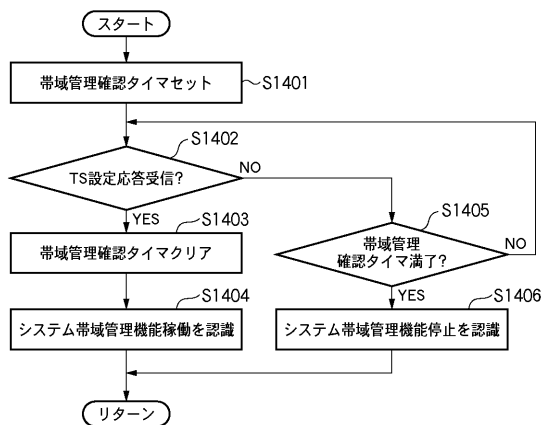 スタート
帯域管理確認タイマセット
S1401
S1402
TS設定応答受信?
NO
YES
S1403
帯域管理確認タイマクリア
S1405
帯域管理
確認タイマ満了?
NO
YES
S1404
システム帯域管理機能稼働を認識
S1406
システム帯域管理機能停止を認識
リターン